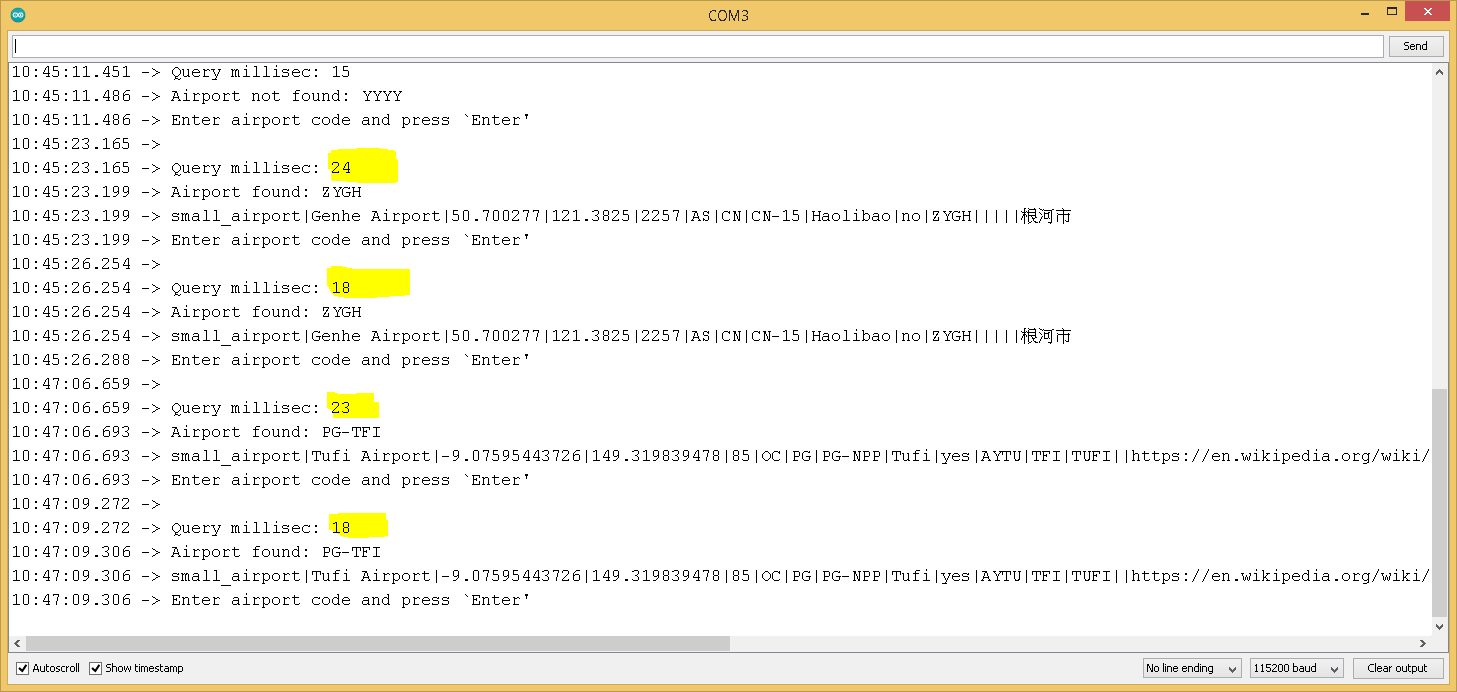 COM3
Send
10:45:11.451 -> Query millisec: 15
10:45:11.486 -> Airport not found: YYYY
10:45:11.486 -> Enter airport code and press `Enter'
10:45:23.165 ->
10:45:23.165 -> Query millisec: 24
10:45:23.199 -> Airport found: ZYGH
10:45:23.199 -> small_airport|Genhe Airport|50.700277|121.3825|2257|AS|CN|CN-15|Haolibao|no|ZYGH|||||根河市
10:45:23.199 -> Enter airport code and press `Enter'
10:45:26.254 ->
10:45:26.254 -> Query millisec: 18
10:45:26.254 -> Airport found: ZYGH
10:45:26.254 -> small_airport|Genhe Airport|50.700277|121.3825|2257|AS|CN|CN-15|Haolibao|no|ZYGH|||||根河市
10:45:26.288 -> Enter airport code and press `Enter'
10:47:06.659 ->
10:47:06.659 -> Query millisec: 23
10:47:06.693 -> Airport found: PG-TFI
10:47:06.693 -> small_airport|Tufi Airport|-9.07595443726|149.319839478|85|OC|PG|PG-NPP|Tufi|yes|AYTU|TFI|TUFI||https://en.wikipedia.org/wiki/
10:47:06.693 -> Enter airport code and press `Enter'
10:47:09.272 ->
10:47:09.272 -> Query millisec: 18
10:47:09.306 -> Airport found: PG-TFI
10:47:09.306 -> small_airport|Tufi Airport|-9.07595443726|149.319839478|85|OC|PG|PG-NPP|Tufi|yes|AYTU|TFI|TUFI||https://en.wikipedia.org/wiki/
10:47:09.306 -> Enter airport code and press `Enter'
Autoscroll Show timestamp No line ending 115200 baud Clear output